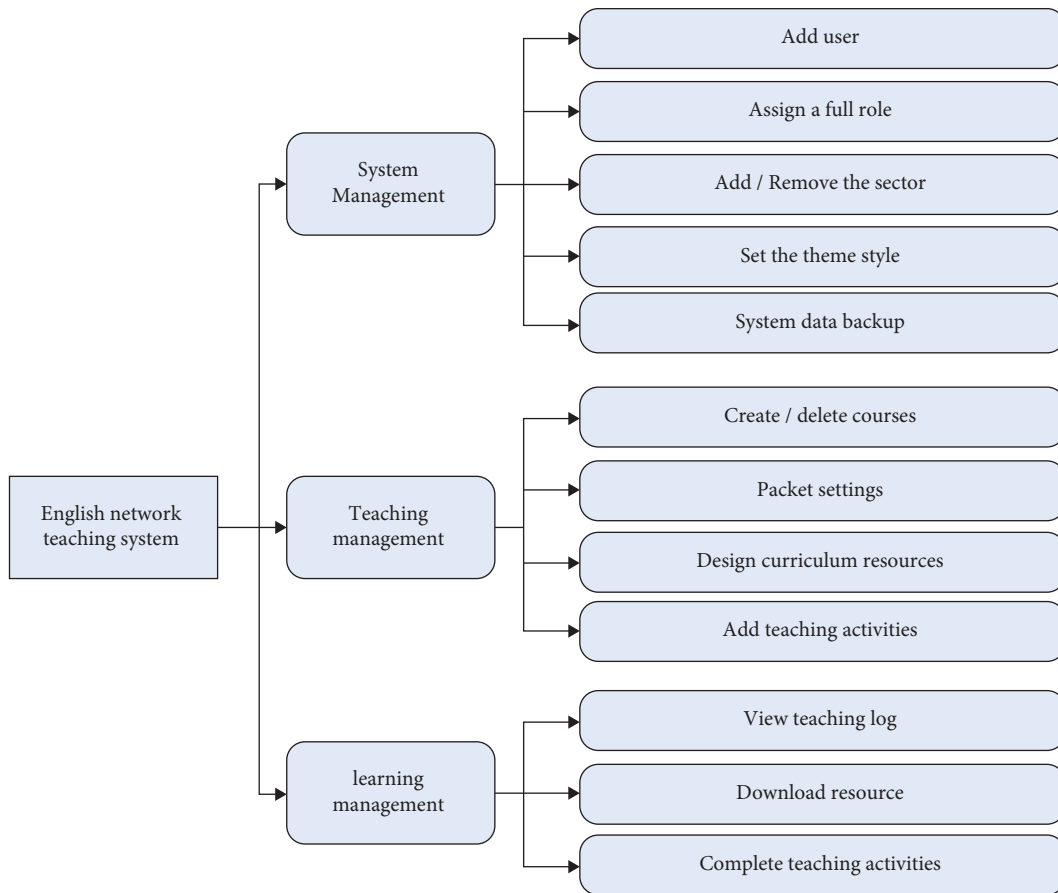 English network
teaching system
System
Management
Add user
Assign a full role
Add / Remove the sector
Set the theme style
System data backup
Teaching
management
Create / delete courses
Packet settings
Design curriculum resources
Add teaching activities
learning
management
View teaching log
Download resource
Complete teaching activities